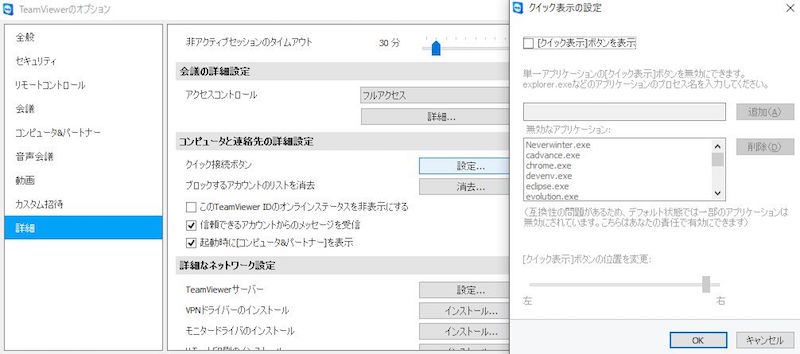 TeamViewerのオプション
全般
セキュリティ
リモートコントロール
会議
コンピュータ&パートナー
音声会議
動画
カスタム招待
詳細
非アクティブセッションのタイムアウト 30 分
会議の詳細設定
アクセスコントロール フルアクセス
詳細...
コンピュータと連絡先の詳細設定
クイック接続ボタン 設定...
ブロックするアカウントのリストを消去 消去...
このTeamViewer IDのオンラインステータスを非表示にする
信頼できるアカウントからのメッセージを受信
起動時に[コンピュータ&パートナー]を表示
詳細なネットワーク設定
TeamViewerサーバー 設定...
VPNドライバーのインストール インストール...
モニタードライバのインストール インストール...
クイック表示の設定
[クイック表示]ボタンを表示
単一アプリケーションの[クイック表示]ボタンを無効にできます。
explorer.exeなどのアプリケーションのプロセス名を入力してください。
追加(A)
無効なアプリケーション:
Neverwinter.exe
cadvance.exe
chrome.exe
devenv.exe
eclipse.exe
evolution.exe
削除(D)
(互換性の問題があるため、デフォルト状態では一部のアプリケーションは
無効にされています。こちらはあなたの責任で有効にできます)
[クイック表示]ボタンの位置を変更:
左 右
OK キャンセル